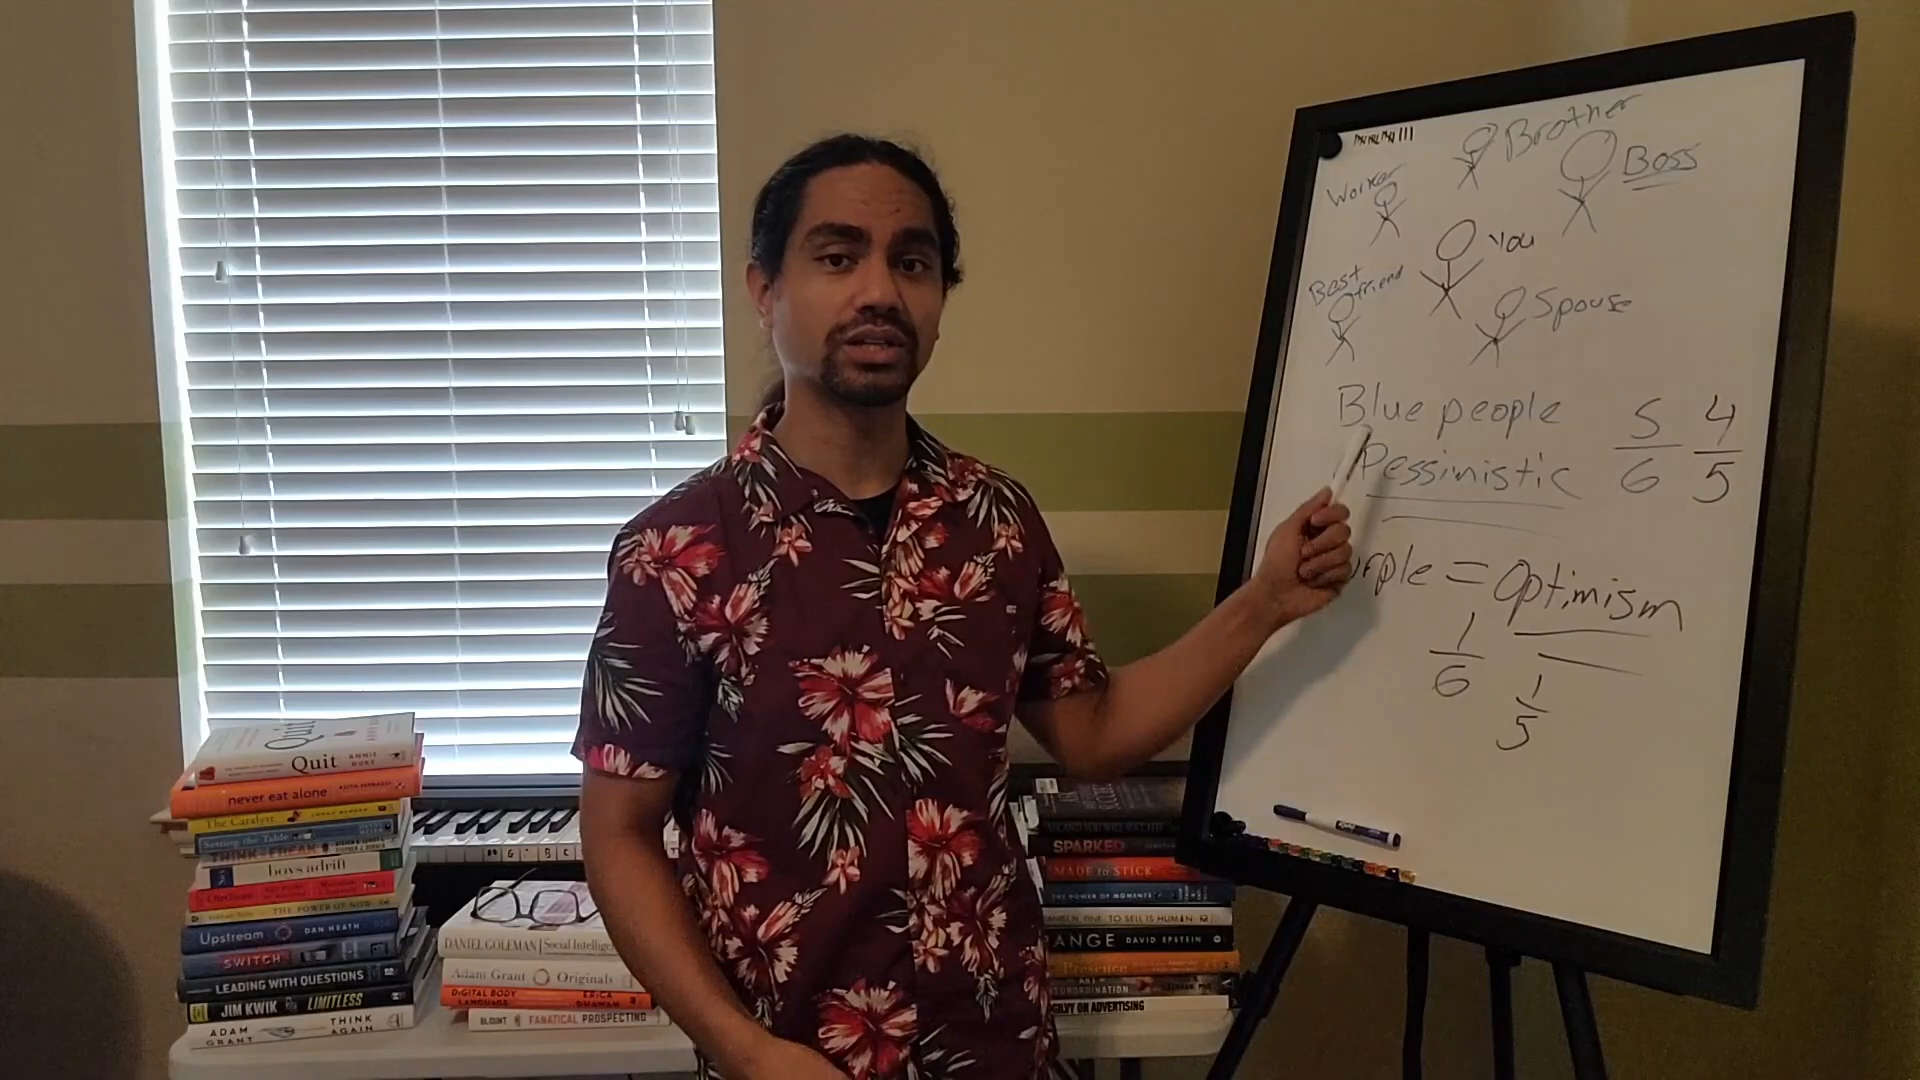 Brother
Boss
Worker
You
Best
friend
Spouse
Blue people
Pessimistic
5
6
4
5
= Optimism
1
6
1
5
Quit
Quit
ANNIE
DUKE
never eat alone
The Catalyst
Setting the Table
THINK FREAK
boys adrift
THE POWER OF NOW
Upstream DAN HEATH
SWITCH
LEADING WITH QUESTIONS
JIM KWIK LIMITLESS
ADAM
GRANT
THINK
AGAIN
DANIEL GOLEMAN Social
Adam Grant Originals
DIGITAL BODY
LANGUAGE
ERICA
DHAWAN
BLOUNT FANATICAL PROSPECTING
SPARKED
MADE to STICK
THE POWER OF MOMENTS
TO SELL IS HUMAN
DAVID EPSTEIN
Presence
OGILVY ON ADVERTISING